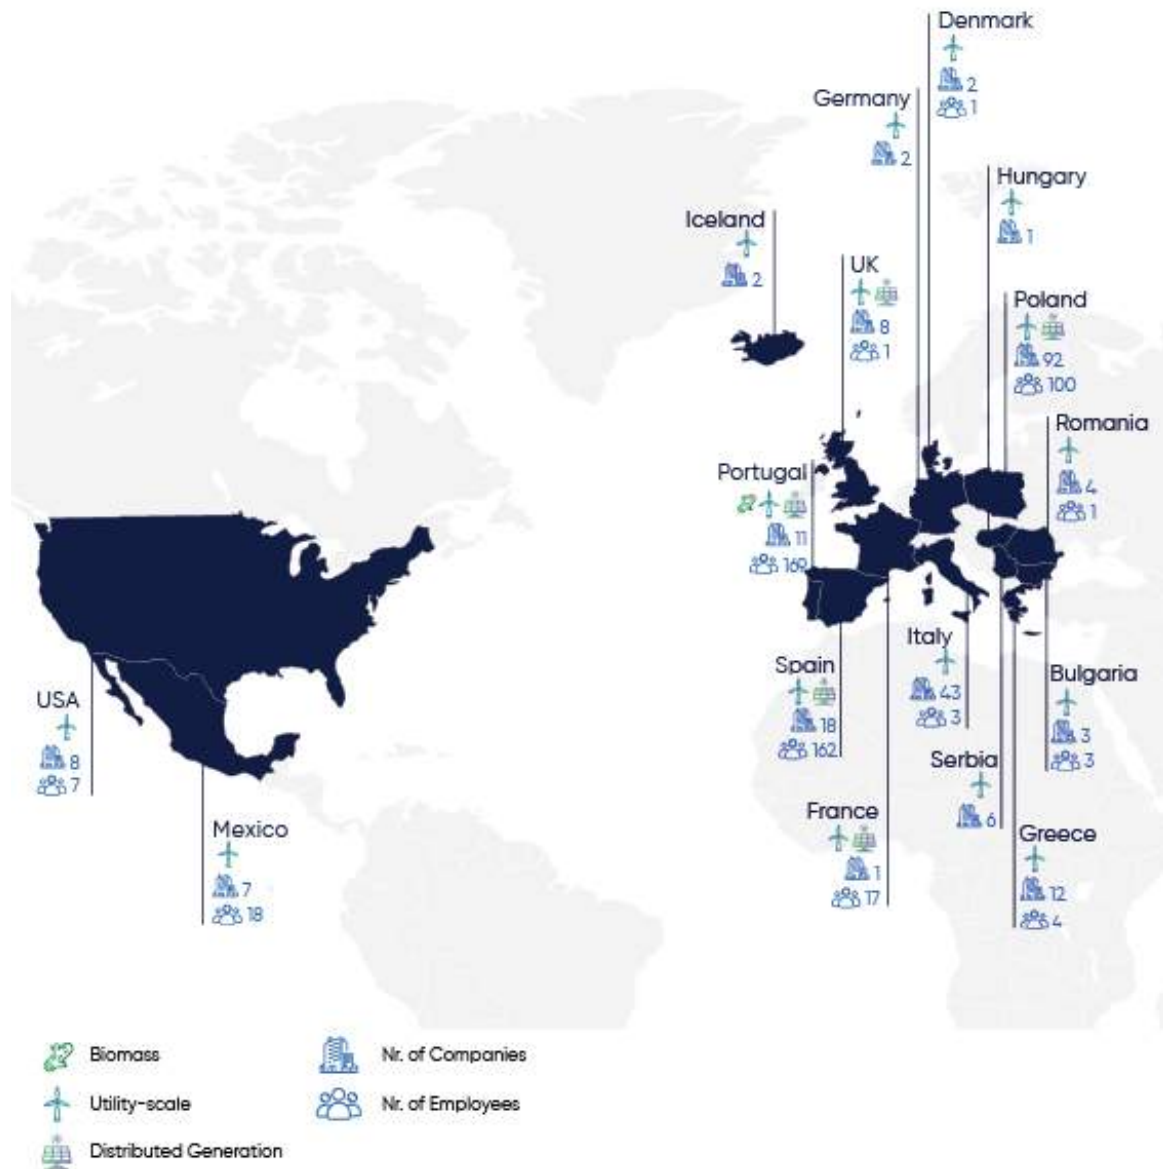 Denmark
2
1
Germany
2
Hungary
1
Iceland
2
UK
8
1
Poland
92
100
Romania
4
1
Portugal
11
169
USA
8
7
Mexico
7
18
Spain
18
162
Italy
43
3
Bulgaria
3
3
Serbia
6
France
1
17
Greece
12
4
Biomass
Nr. of Companies
Utility-scale
Nr. of Employees
Distributed Generation